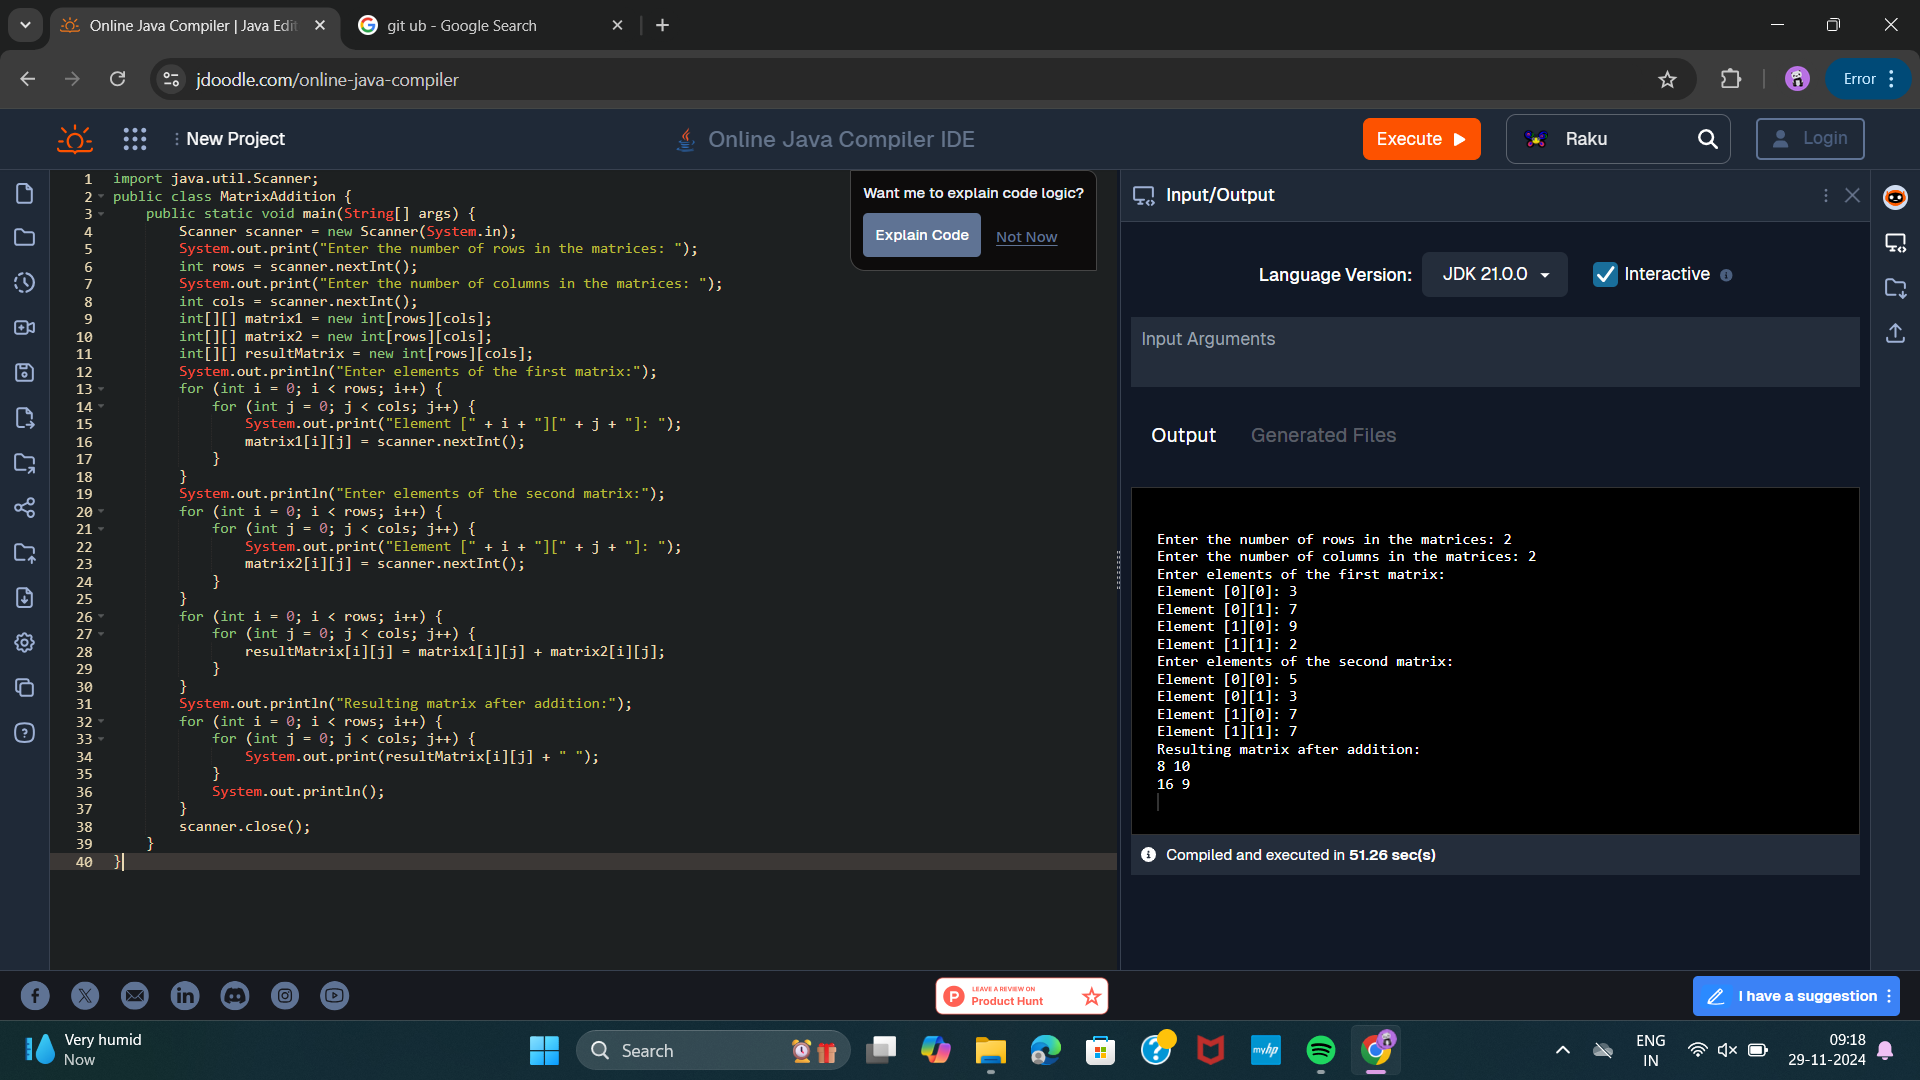 Online Java Compiler | Java Edit
git ub - Google Search
jdoodle.com/online-java-compiler
Error
New Project
Online Java Compiler IDE
Execute
Raku
Login
1 import java.util.Scanner;
2 public class MatrixAddition {
3 public static void main(String[] args) {
4 Scanner scanner = new Scanner(System.in);
5 System.out.print("Enter the number of rows in the matrices: ");
6 int rows = scanner.nextInt();
7 System.out.print("Enter the number of columns in the matrices: ");
8 int cols = scanner.nextInt();
9 int[][] matrix1 = new int[rows][cols];
10 int[][] matrix2 = new int[rows][cols];
11 int[][] resultMatrix = new int[rows][cols];
12 System.out.println("Enter elements of the first matrix:");
13 for (int i = 0; i < rows; i++) {
14 for (int j = 0; j < cols; j++) {
15 System.out.print("Element [" + i + "][" + j + "]: ");
16 matrix1[i][j] = scanner.nextInt();
17 }
18 }
19 System.out.println("Enter elements of the second matrix:");
20 for (int i = 0; i < rows; i++) {
21 for (int j = 0; j < cols; j++) {
22 System.out.print("Element [" + i + "][" + j + "]: ");
23 matrix2[i][j] = scanner.nextInt();
24 }
25 }
26 for (int i = 0; i < rows; i++) {
27 for (int j = 0; j < cols; j++) {
28 resultMatrix[i][j] = matrix1[i][j] + matrix2[i][j];
29 }
30 }
31 System.out.println("Resulting matrix after addition:");
32 for (int i = 0; i < rows; i++) {
33 for (int j = 0; j < cols; j++) {
34 System.out.print(resultMatrix[i][j] + " ");
35 }
36 System.out.println();
37 }
38 scanner.close();
39 }
40 }
Want me to explain code logic?
Explain Code
Not Now
Input/Output
Language Version:
JDK 21.0.0
Interactive
Input Arguments
Output
Generated Files
Enter the number of rows in the matrices: 2
Enter the number of columns in the matrices: 2
Enter elements of the first matrix:
Element [0][0]: 3
Element [0][1]: 7
Element [1][0]: 9
Element [1][1]: 2
Enter elements of the second matrix:
Element [0][0]: 5
Element [0][1]: 3
Element [1][0]: 7
Element [1][1]: 7
Resulting matrix after addition:
8 10
16 9
Compiled and executed in 51.26 sec(s)
LEAVE A REVIEW ON
Product Hunt
I have a suggestion
Very humid
Now
Search
myhp
ENG
IN
09:18
29-11-2024